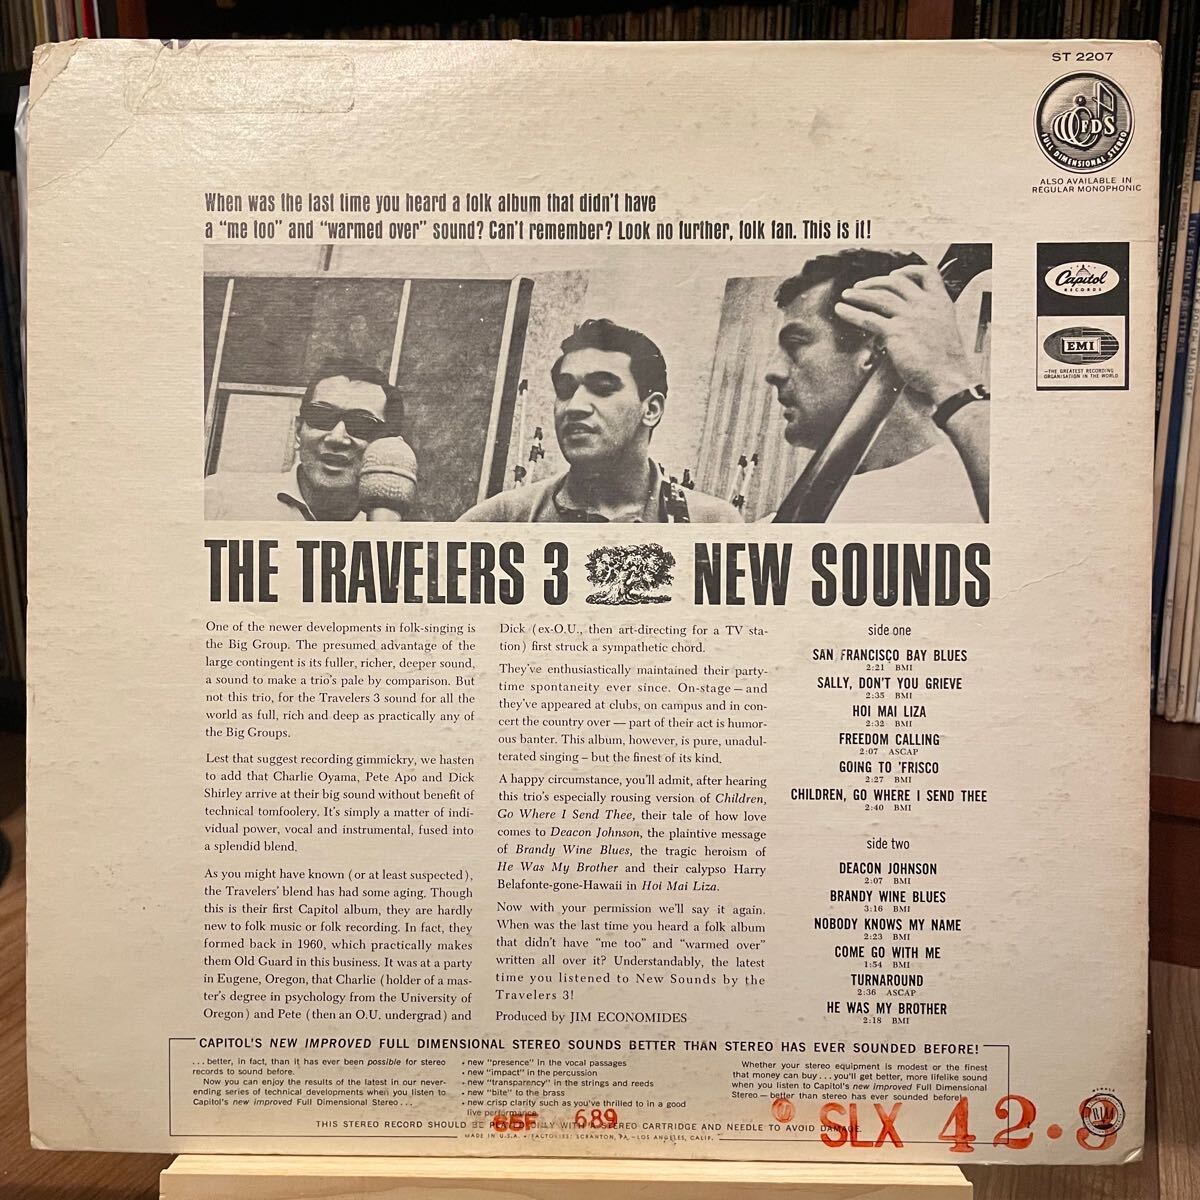 ST 2207
FDS
FULL DIMENSIONAL STEREO
ALSO AVAILABLE IN
REGULAR MONOPHONIC
When was the last time you heard a folk album that didn't have
a "me too" and "warmed over" sound? Can't remember? Look no further, folk fan. This is it!
Capitol
RECORDS
EMI
—THE GREATEST RECORDING
ORGANISATION IN THE WORLD
THE TRAVELERS 3 NEW SOUNDS
One of the newer developments in folk-singing is
the Big Group. The presumed advantage of the
large contingent is its fuller, richer, deeper sound,
a sound to make a trio's pale by comparison. But
not this trio, for the Travelers 3 sound for all the
world as full, rich and deep as practically any of
the Big Groups.
Lest that suggest recording gimmickry, we hasten
to add that Charlie Oyama, Pete Apo and Dick
Shirley arrive at their big sound without benefit of
technical tomfoolery. It's simply a matter of indi-
vidual power, vocal and instrumental, fused into
a splendid blend.
As you might have known (or at least suspected),
the Travelers' blend has had some aging. Though
this is their first Capitol album, they are hardly
new to folk music or folk recording. In fact, they
formed back in 1960, which practically makes
them Old Guard in this business. It was at a party
in Eugene, Oregon, that Charlie (holder of a mas-
ter's degree in psychology from the University of
Oregon) and Pete (then an O.U. undergrad) and
Dick (ex-O.U., then art-directing for a TV sta-
tion) first struck a sympathetic chord.
They've enthusiastically maintained their party-
time spontaneity ever since. On-stage — and
they've appeared at clubs, on campus and in con-
cert the country over — part of their act is humor-
ous banter. This album, however, is pure, unadul-
terated singing – but the finest of its kind.
A happy circumstance, you'll admit, after hearing
this trio's especially rousing version of Children,
Go Where I Send Thee, their tale of how love
comes to Deacon Johnson, the plaintive message
of Brandy Wine Blues, the tragic heroism of
He Was My Brother and their calypso Harry
Belafonte-gone-Hawaii in Hoi Mai Liza.
Now with your permission we'll say it again.
When was the last time you heard a folk album
that didn't have "me too" and "warmed over"
written all over it? Understandably, the latest
time you listened to New Sounds by the
Travelers 3!
Produced by JIM ECONOMIDES
side one
SAN FRANCISCO BAY BLUES
2:21 BMI
SALLY, DON'T YOU GRIEVE
2:35 BMI
HOI MAI LIZA
2:32 BMI
FREEDOM CALLING
2:07 ASCAP
GOING TO 'FRISCO
2:27 BMI
CHILDREN, GO WHERE I SEND THEE
2:40 BMI
side two
DEACON JOHNSON
2:07 BMI
BRANDY WINE BLUES
3:16 BMI
NOBODY KNOWS MY NAME
2:23 BMI
COME GO WITH ME
1:54 BMI
TURNAROUND
2:36 ASCAP
HE WAS MY BROTHER
2:18 BMI
CAPITOL'S NEW IMPROVED FULL DIMENSIONAL STEREO SOUNDS BETTER THAN STEREO HAS EVER SOUNDED BEFORE!
. . . better, in fact, than it has ever been possible for stereo
records to sound before.
Now you can enjoy the results of the latest in our never-
ending series of technical developments when you listen to
Capitol's new improved Full Dimensional Stereo . . .
• new "presence" in the vocal passages
• new "impact" in the percussion
• new "transparency" in the strings and reeds
• new "bite" to the brass
• new crisp clarity such as you've thrilled to in a good
live performance
Whether your stereo equipment is modest or the finest
that money can buy . . . you'll get better, more lifelike sound
when you listen to Capitol's new improved Full Dimensional
Stereo — better than stereo has ever sounded before!
THIS STEREO RECORD SHOULD BE PLAYED ONLY WITH A STEREO CARTRIDGE AND NEEDLE TO AVOID DAMAGE.
MADE IN U.S.A. • FACTORIES: SCRANTON, PA.—LOS ANGELES, CALIF.
689
SLX 42.
RIAA